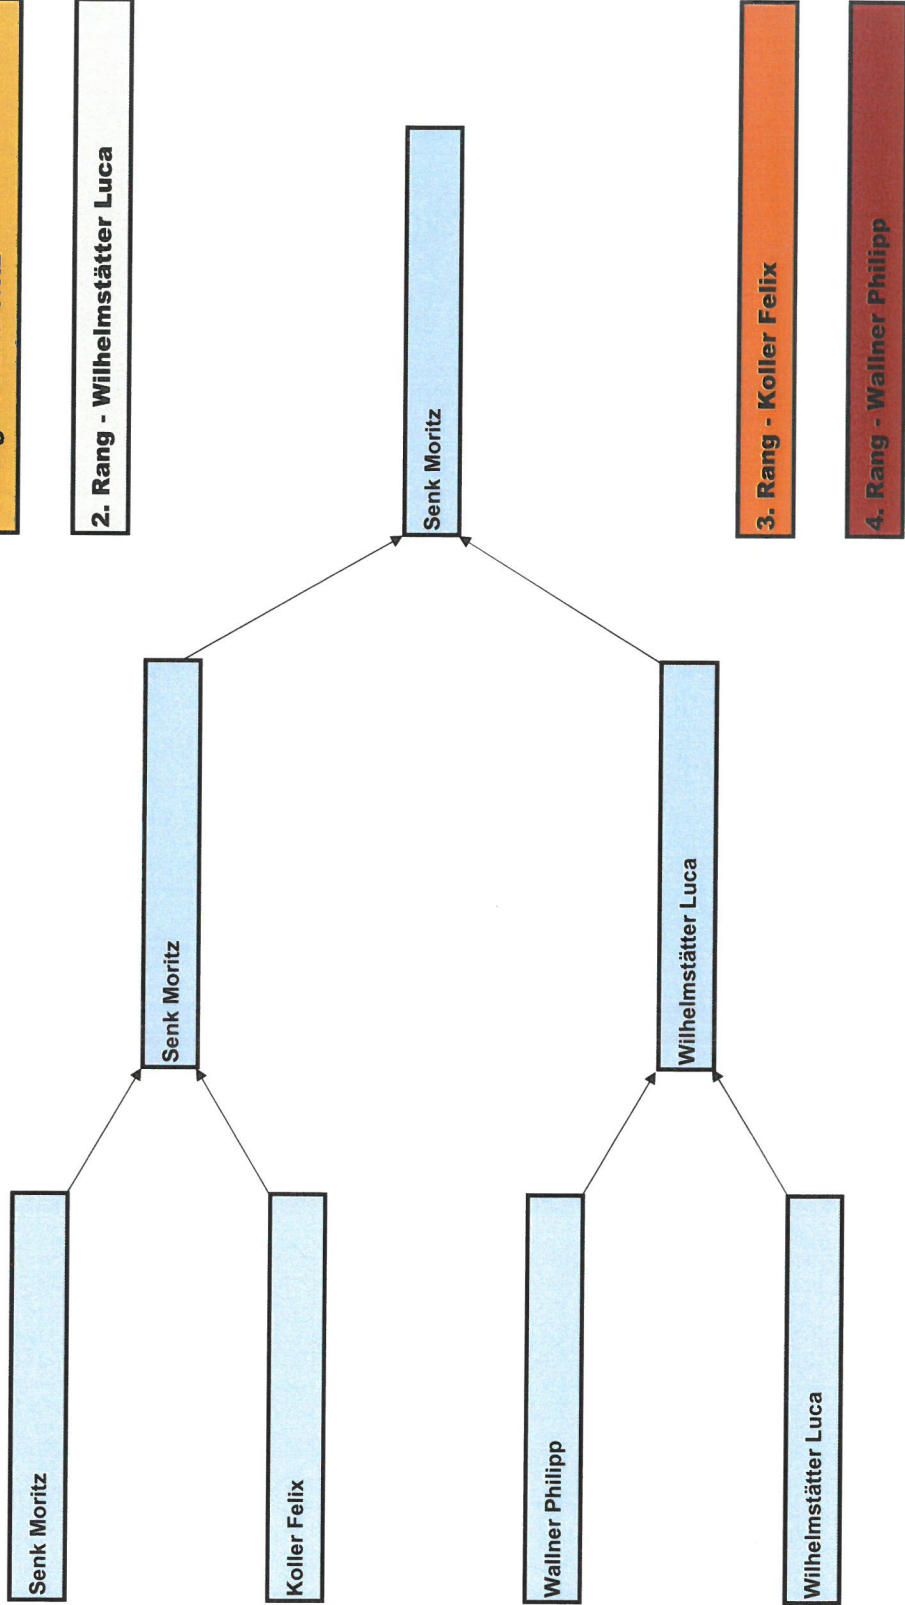 2. Rang - Wilhelmstätter Luca
Senk Moritz
3. Rang - Koller Felix
4. Rang - Wallner Philipp
Senk Moritz
Wilhelmstätter Luca
Senk Moritz
Koller Felix
Wallner Philipp
Wilhelmstätter Luca